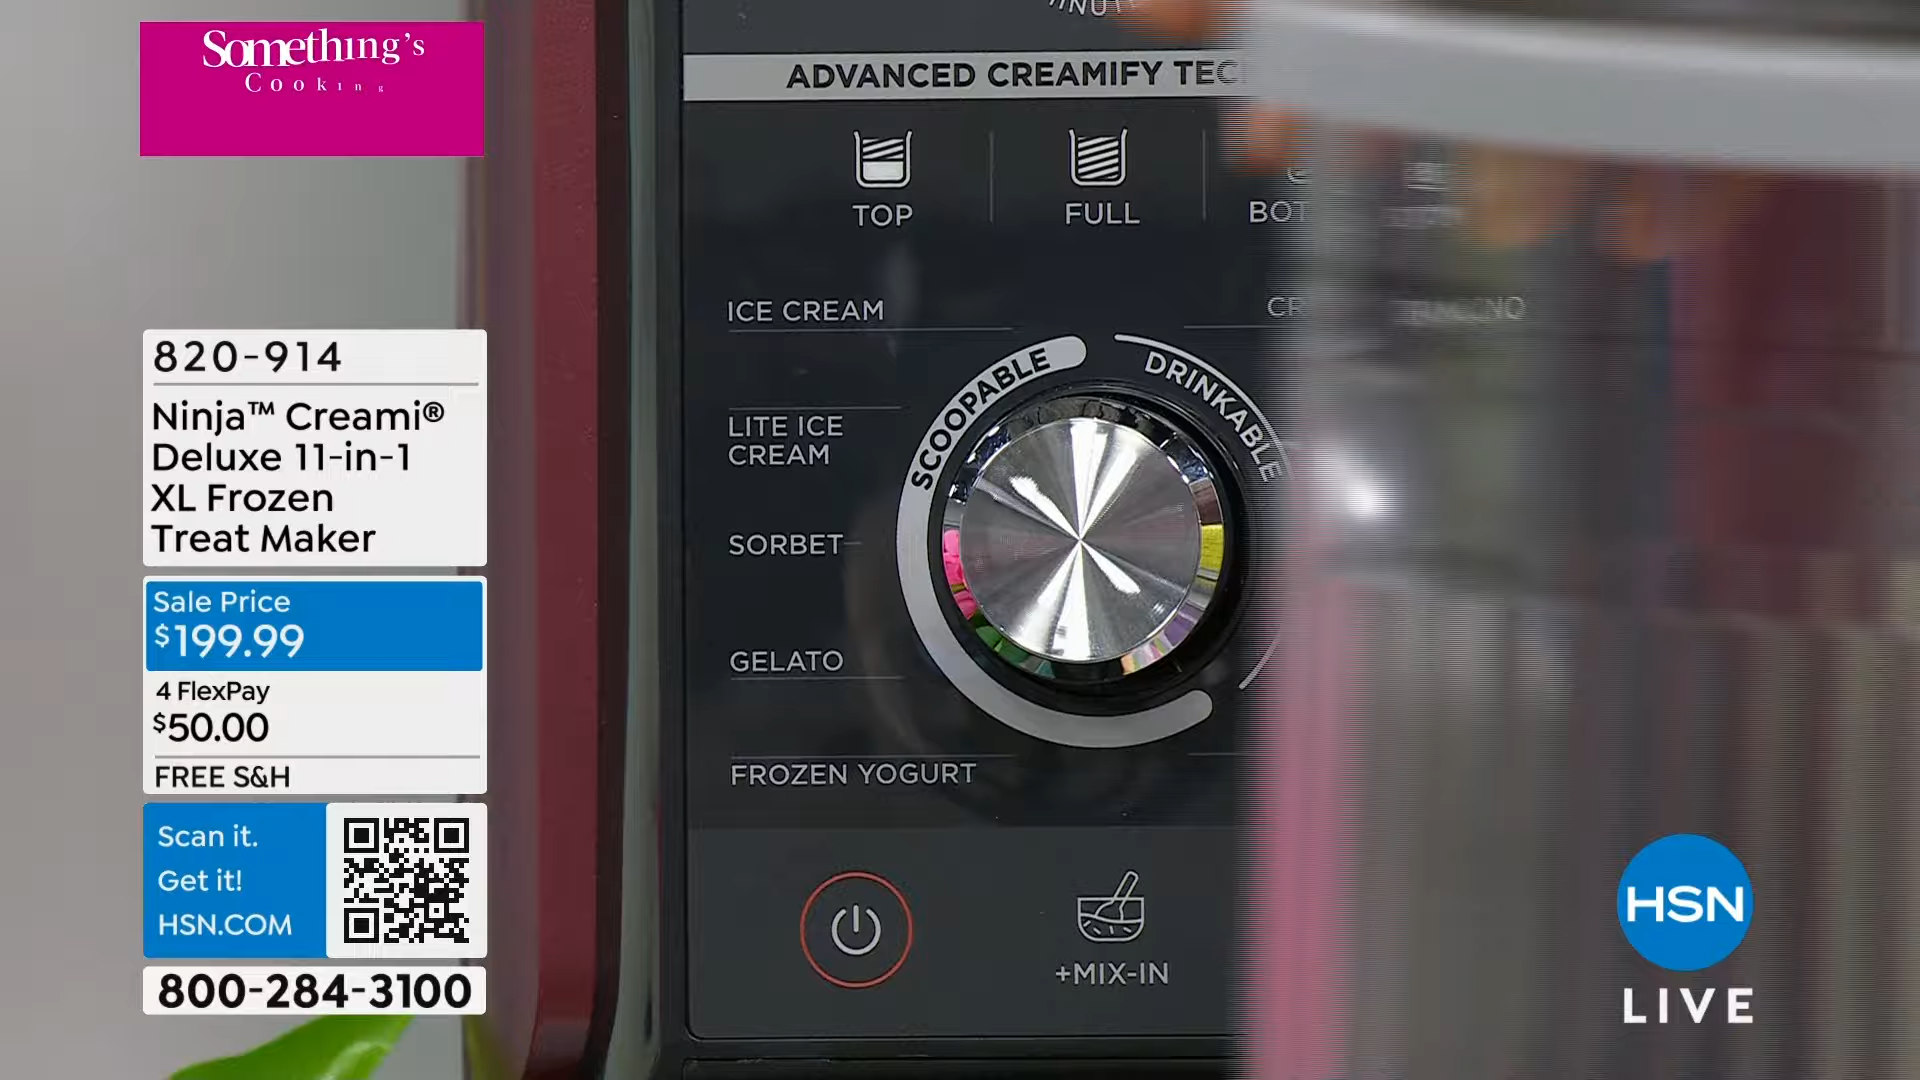 Something's
Cooking
820-914
Ninja™ Creami®
Deluxe 11-in-1
XL Frozen
Treat Maker
Sale Price
$199.99
4 FlexPay
$50.00
FREE S&H
Scan it.
Get it!
HSN.COM
800-284-3100
ADVANCED CREAMIFY TEC
TOP
FULL
BOT
ICE CREAM
CR
SCOOPABLE
DRINKABLE
LITE ICE
CREAM
SORBET
GELATO
FROZEN YOGURT
+MIX-IN
HSN
LIVE